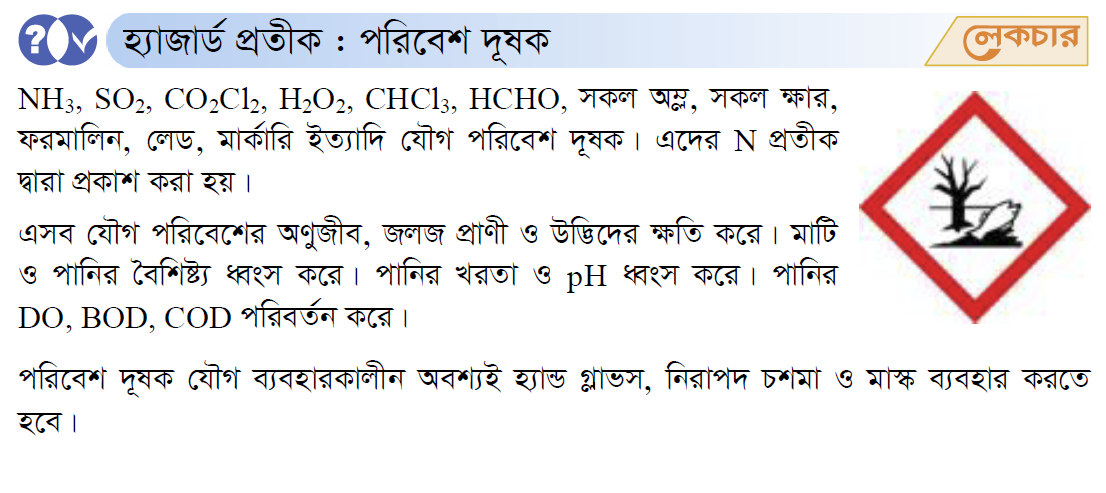 ?
হ্যাজার্ড প্রতীক : পরিবেশ দূষক
লেকচার
NH₃, SO₂, CO₂Cl₂, H₂O₂, CHCl₃, HCHO, সকল অম্ল, সকল ক্ষার,
ফরমালিন, লেড, মার্কারি ইত্যাদি যৌগ পরিবেশ দূষক। এদের N প্রতীক
দ্বারা প্রকাশ করা হয়।
এসব যৌগ পরিবেশের অণুজীব, জলজ প্রাণী ও উদ্ভিদের ক্ষতি করে। মাটি
ও পানির বৈশিষ্ট্য ধ্বংস করে। পানির খরতা ও pH ধ্বংস করে। পানির
DO, BOD, COD পরিবর্তন করে।
পরিবেশ দূষক যৌগ ব্যবহারকালীন অবশ্যই হ্যান্ড গ্লাভস, নিরাপদ চশমা ও মাস্ক ব্যবহার করতে
হবে।